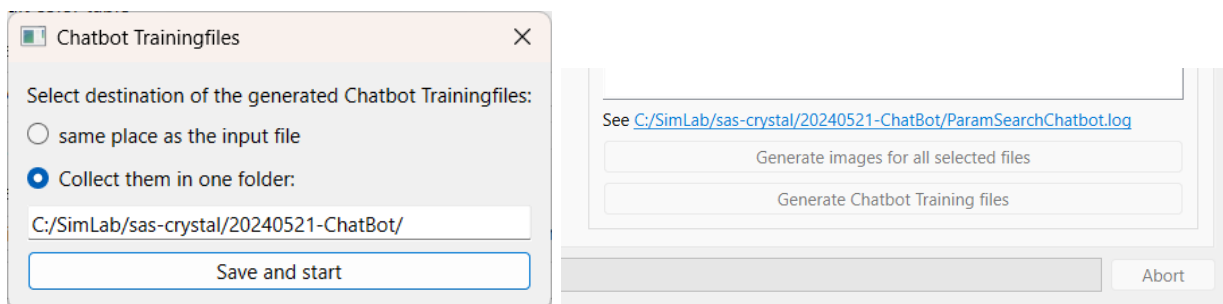 Chatbot Trainingfiles
Select destination of the generated Chatbot Trainingfiles:
same place as the input file
Collect them in one folder:
C:/SimLab/sas-crystal/20240521-ChatBot/
Save and start
See C:/SimLab/sas-crystal/20240521-ChatBot/ParamSearchChatbot.log
Generate images for all selected files
Generate Chatbot Training files
Abort